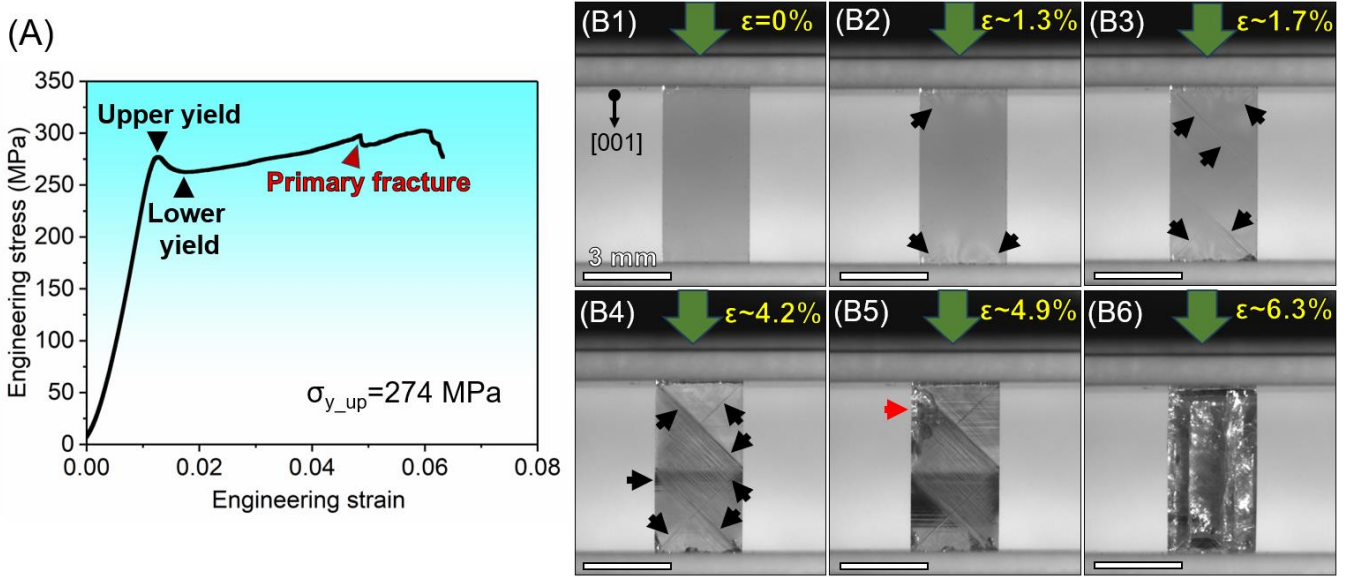 (A)
350
300
250
200
150
100
50
0
Engineering stress (MPa)
Upper yield
Lower
yield
Primary fracture
σy_up=274 MPa
0.00 0.02 0.04 0.06 0.08
Engineering strain
(B1) ε=0%
[001]
3 mm
(B2) ε~1.3%
(B3) ε~1.7%
(B4) ε~4.2%
(B5) ε~4.9%
(B6) ε~6.3%